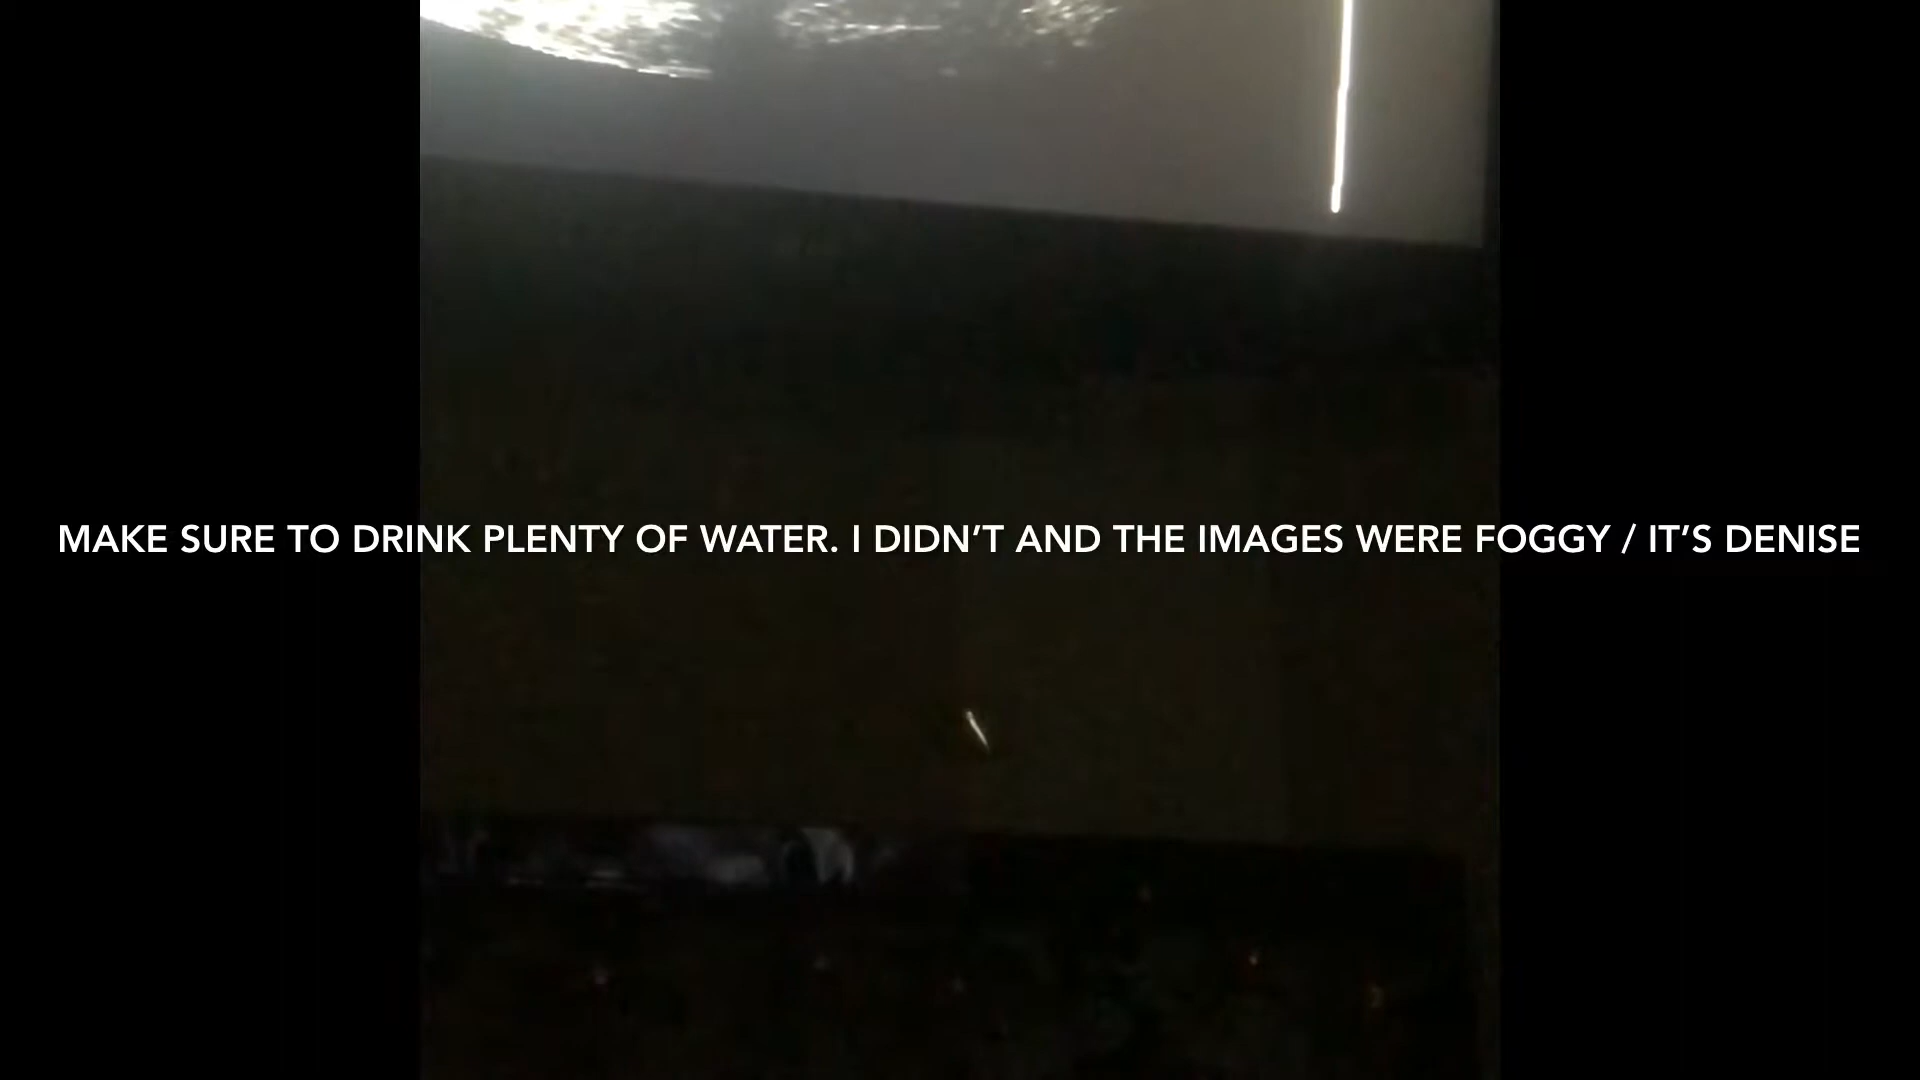 MAKE SURE TO DRINK PLENTY OF WATER. I DIDN’T AND THE IMAGES WERE FOGGY / IT’S DENISE